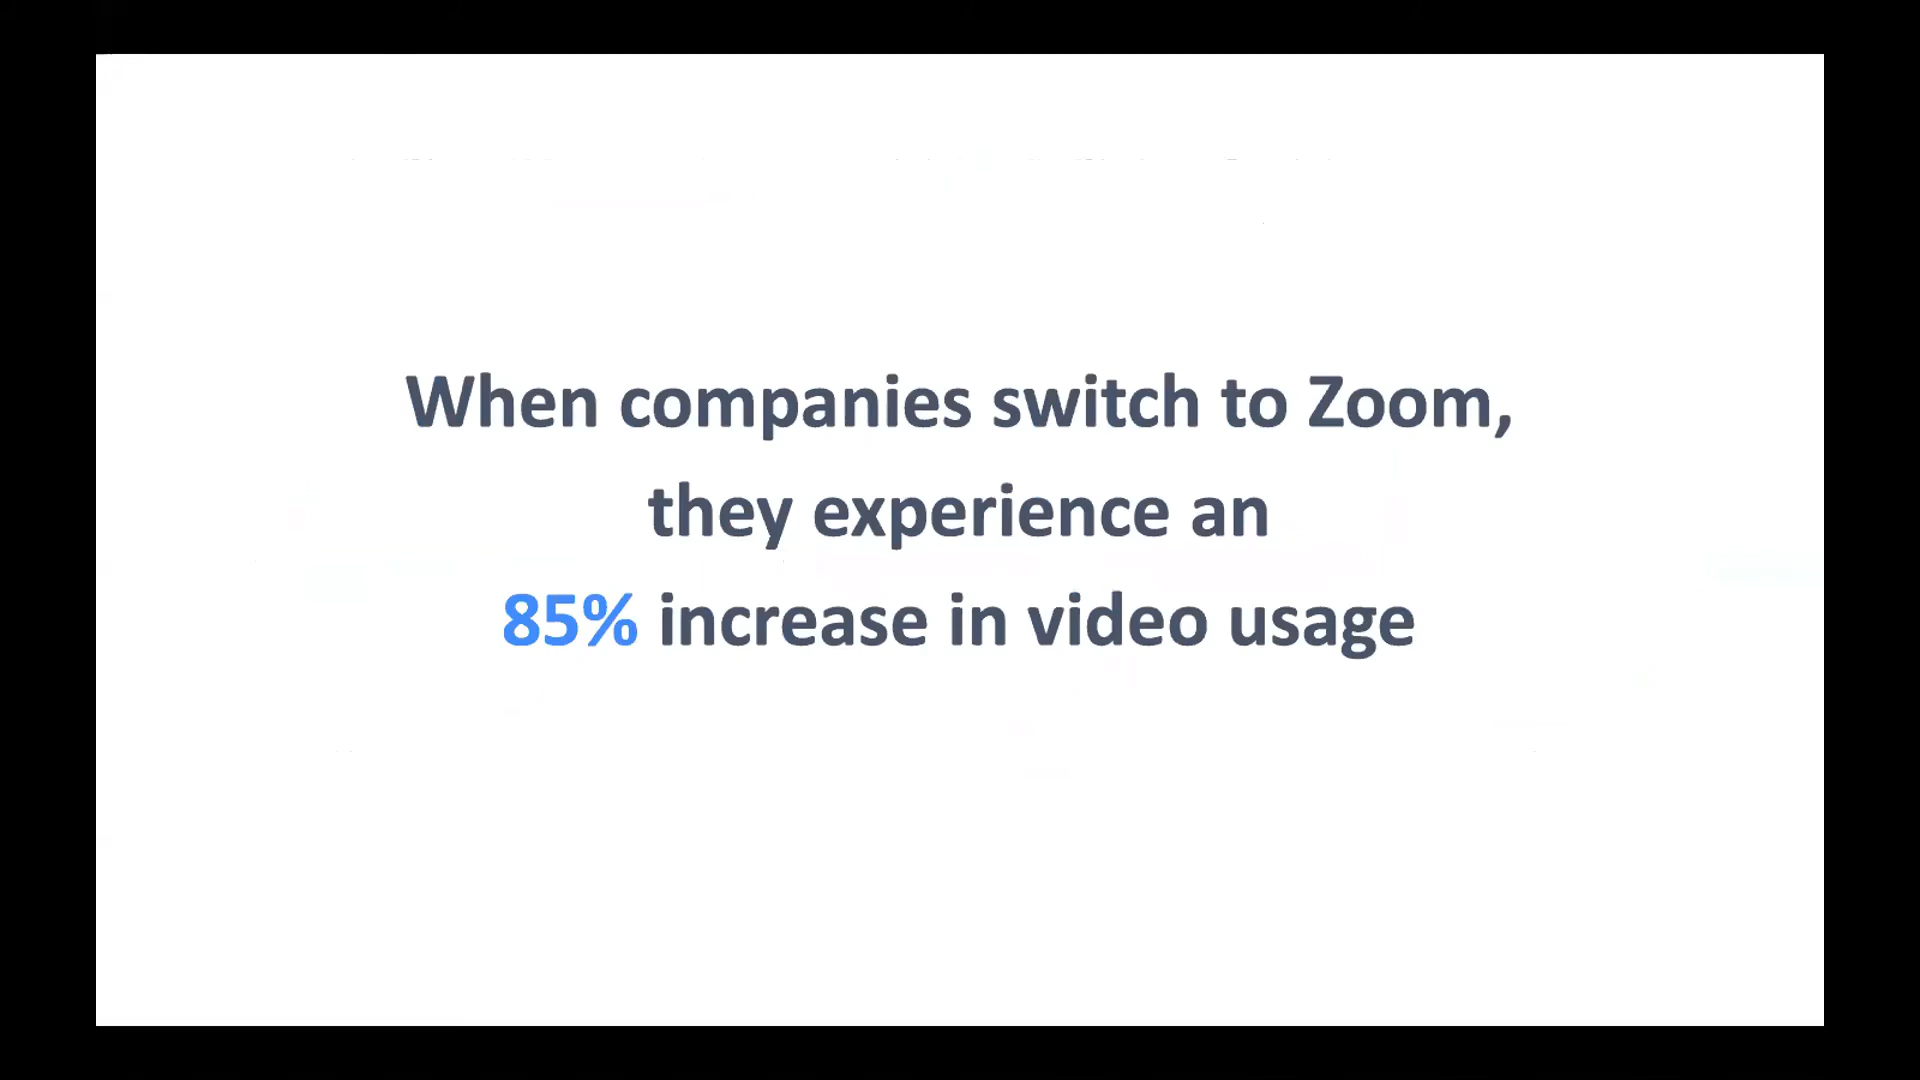 When companies switch to Zoom,
they experience an
85% increase in video usage